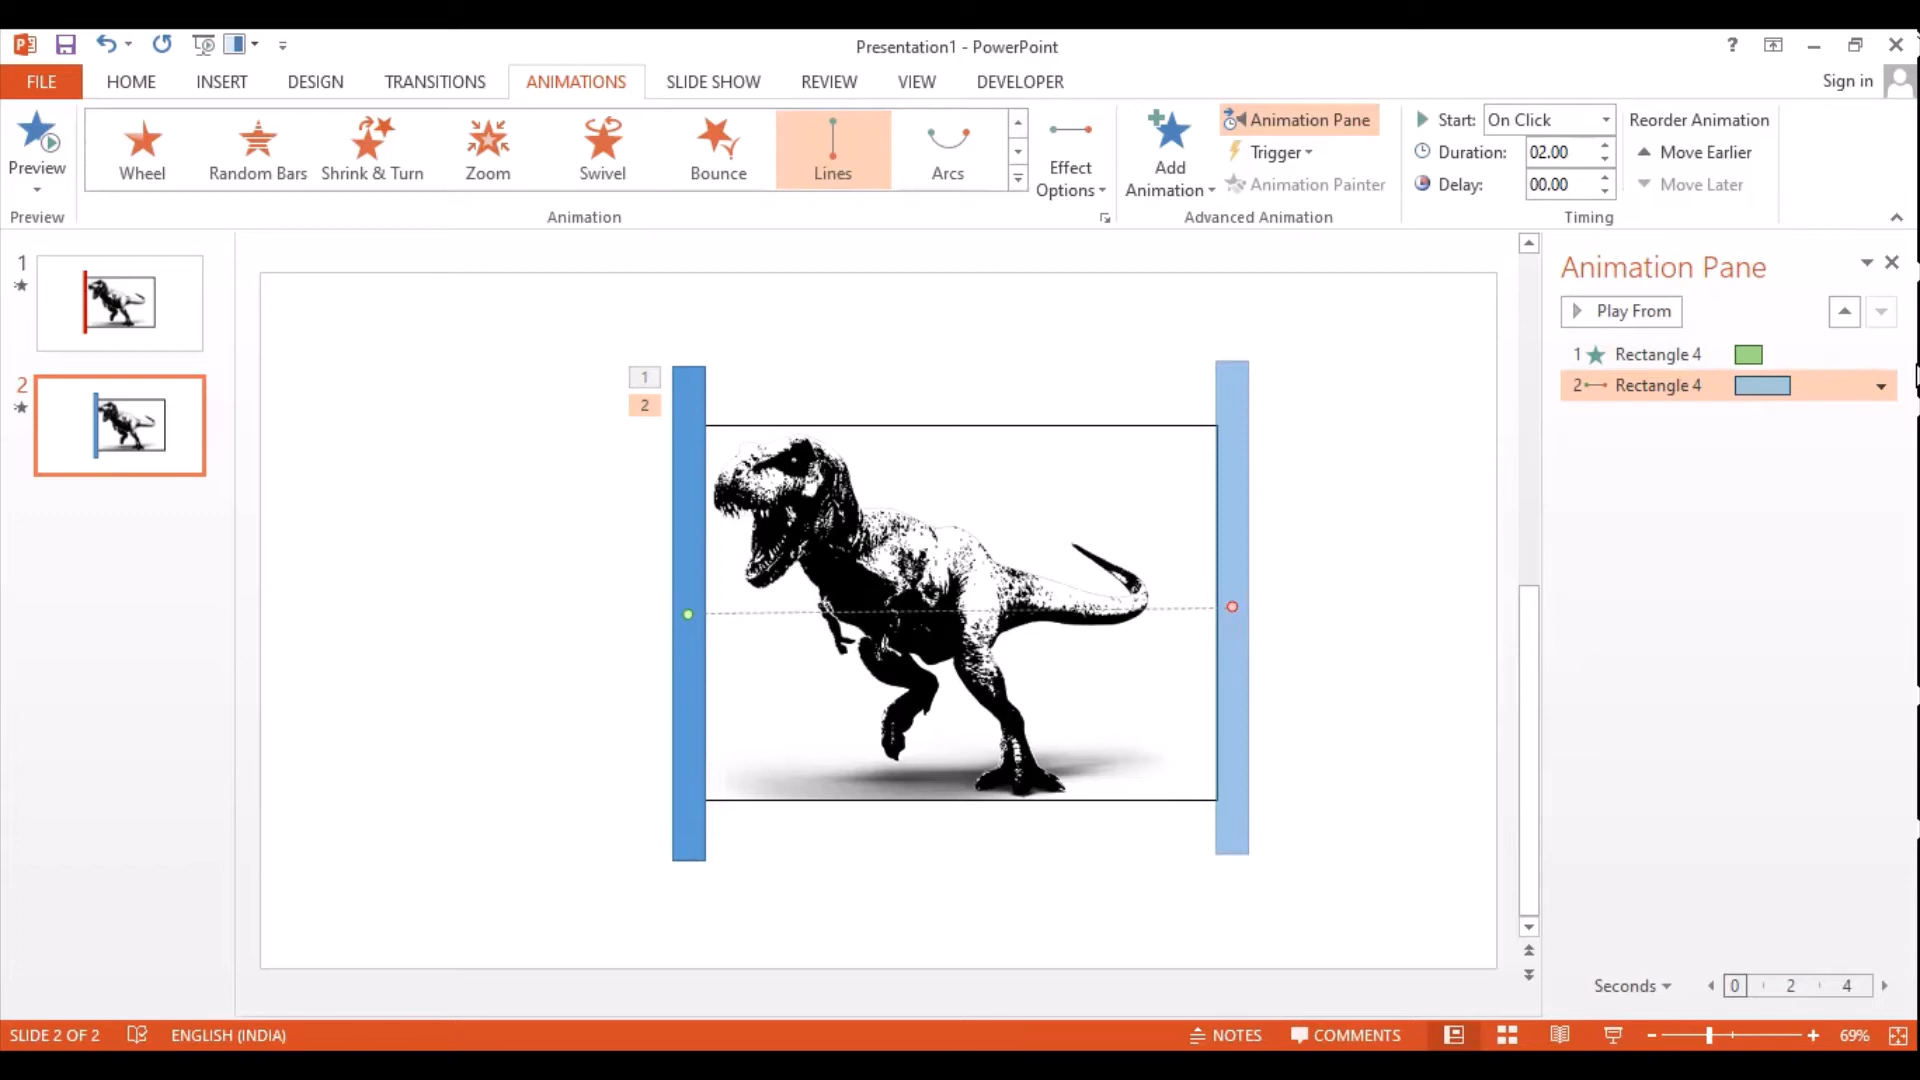 Presentation1 - PowerPoint
?
FILE HOME INSERT DESIGN TRANSITIONS ANIMATIONS SLIDE SHOW REVIEW VIEW DEVELOPER Sign in
Preview
Wheel Random Bars Shrink & Turn Zoom Swivel Bounce Lines Arcs
Effect Options
Add Animation
Animation Pane
Trigger
Animation Painter
Start: On Click
Duration: 02.00
Delay: 00.00
Reorder Animation
Move Earlier
Move Later
Preview Animation Advanced Animation Timing
1
2
1
2
Animation Pane
Play From
1 Rectangle 4
2 Rectangle 4
Seconds 0 2 4
SLIDE 2 OF 2 ENGLISH (INDIA) NOTES COMMENTS 69%